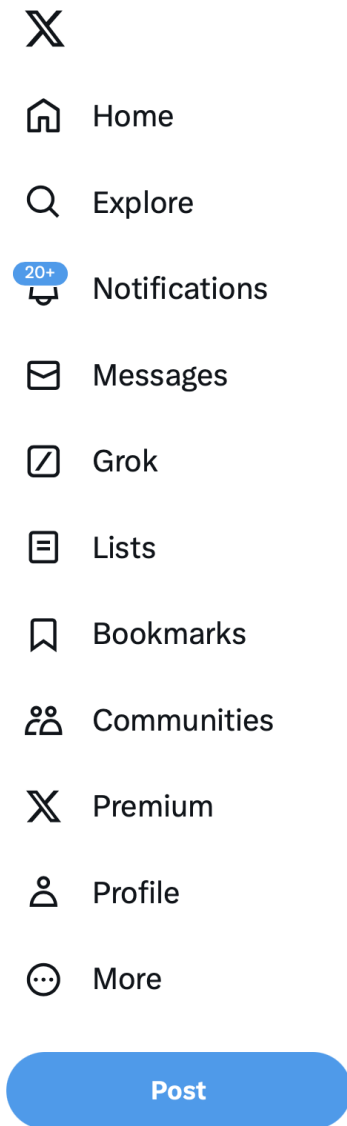 Home
Explore
20+
Notifications
Messages
Grok
Lists
Bookmarks
Communities
Premium
Profile
More
Post